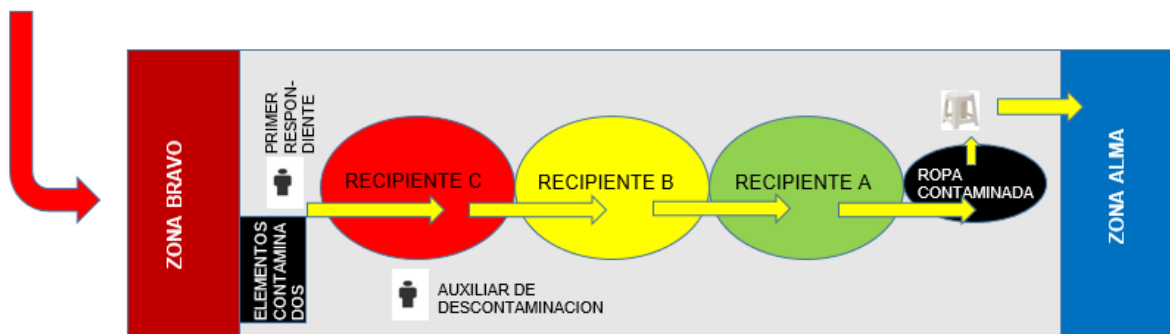 ZONA BRAVO
PRIMER
RESPON-
DIENTE
ELEMENTOS
CONTAMINA
DOS
RECIPIENTE C
RECIPIENTE B
RECIPIENTE A
ROPA
CONTAMINADA
AUXILIAR DE
DESCONTAMINACION
ZONA ALMA